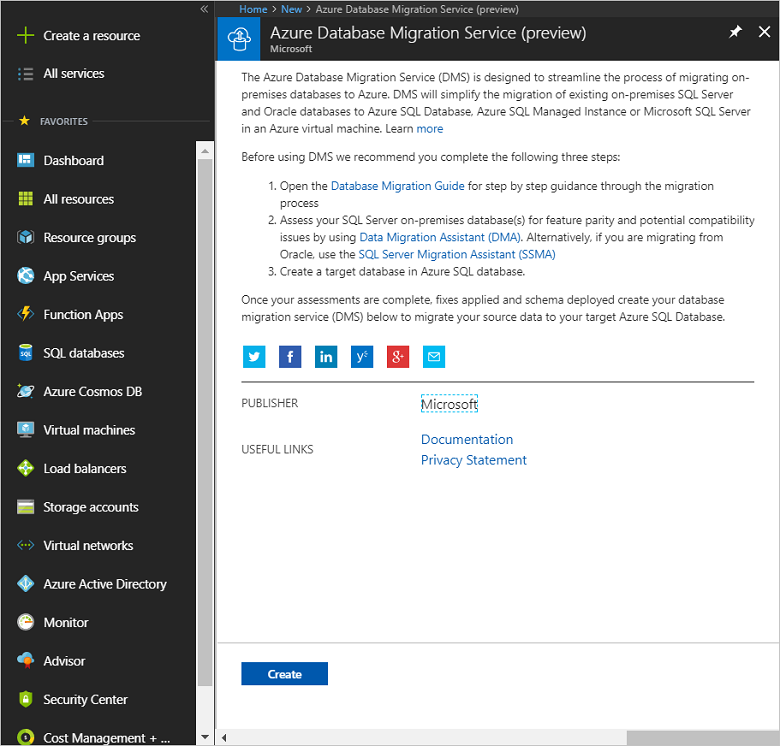 Create a resource
All services
FAVORITES
Dashboard
All resources
Resource groups
App Services
Function Apps
SQL databases
Azure Cosmos DB
Virtual machines
Load balancers
Storage accounts
Virtual networks
Azure Active Directory
Monitor
Advisor
Security Center
Cost Management + ...
Home > New > Azure Database Migration Service (preview)
Azure Database Migration Service (preview)
Microsoft
The Azure Database Migration Service (DMS) is designed to streamline the process of migrating on-
premises databases to Azure. DMS will simplify the migration of existing on-premises SQL Server
and Oracle databases to Azure SQL Database, Azure SQL Managed Instance or Microsoft SQL Server
in an Azure virtual machine. Learn more
Before using DMS we recommend you complete the following three steps:
1. Open the Database Migration Guide for step by step guidance through the migration
process
2. Assess your SQL Server on-premises database(s) for feature parity and potential compatibility
issues by using Data Migration Assistant (DMA). Alternatively, if you are migrating from
Oracle, use the SQL Server Migration Assistant (SSMA)
3. Create a target database in Azure SQL database.
Once your assessments are complete, fixes applied and schema deployed create your database
migration service (DMS) below to migrate your source data to your target Azure SQL Database.
PUBLISHER
Microsoft
USEFUL LINKS
Documentation
Privacy Statement
Create